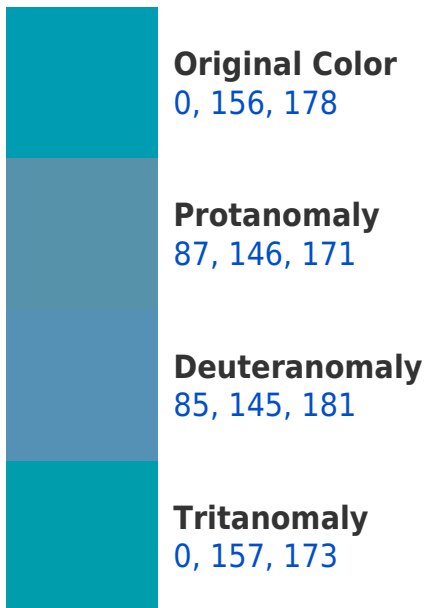 Original Color
0, 156, 178
Protanomaly
87, 146, 171
Deuteranomaly
85, 145, 181
Tritanomaly
0, 157, 173